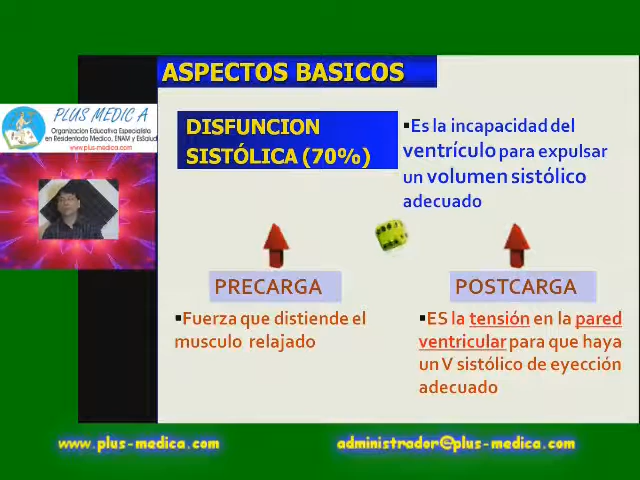 ASPECTOS BASICOS
PLUS MEDIC A
Organización Educativa Especialista
en Residentado Medico, ENAM y EsSalud
www.plus-medica.com
DISFUNCION
SISTÓLICA (70%)
▪Es la incapacidad del
ventrículo para expulsar
un volumen sistólico
adecuado
PRECARGA
▪Fuerza que distiende el
musculo relajado
POSTCARGA
▪ES la tensión en la pared
ventricular para que haya
un V sistólico de eyección
adecuado
www.plus-medica.com
administrador@plus-medica.com